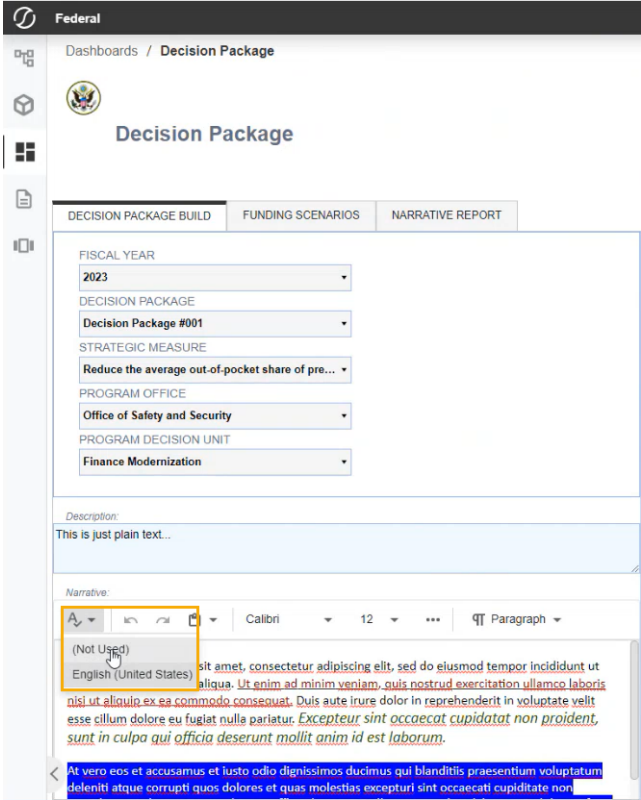 Federal
Dashboards / Decision Package
Decision Package
DECISION PACKAGE BUILD FUNDING SCENARIOS NARRATIVE REPORT
FISCAL YEAR
2023
DECISION PACKAGE
Decision Package #001
STRATEGIC MEASURE
Reduce the average out-of-pocket share of pre...
PROGRAM OFFICE
Office of Safety and Security
PROGRAM DECISION UNIT
Finance Modernization
Description:
This is just plain text...
Narrative:
Calibri 12 ... Paragraph
(Not Used)
English (United States)
sit amet, consectetur adipiscing elit, sed do eiusmod tempor incididunt ut
aliqua. Ut enim ad minim veniam, quis nostrud exercitation ullamco laboris
nisi ut aliquip ex ea commodo consequat. Duis aute irure dolor in reprehenderit in voluptate velit
esse cillum dolore eu fugiat nulla pariatur. Excepteur sint occaecat cupidatat non proident,
sunt in culpa qui officia deserunt mollit anim id est laborum.
At vero eos et accusamus et iusto odio dignissimos ducimus qui blanditiis praesentium voluptatum
deleniti atque corrupti quos dolores et quas molestias excepturi sint occaecati cupiditate non